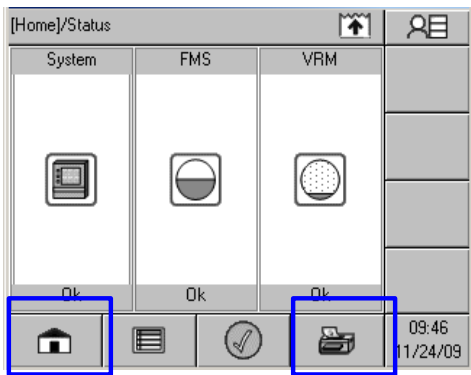 [Home]/Status
System FMS VRM
Ok Ok Ok
09:46
11/24/09